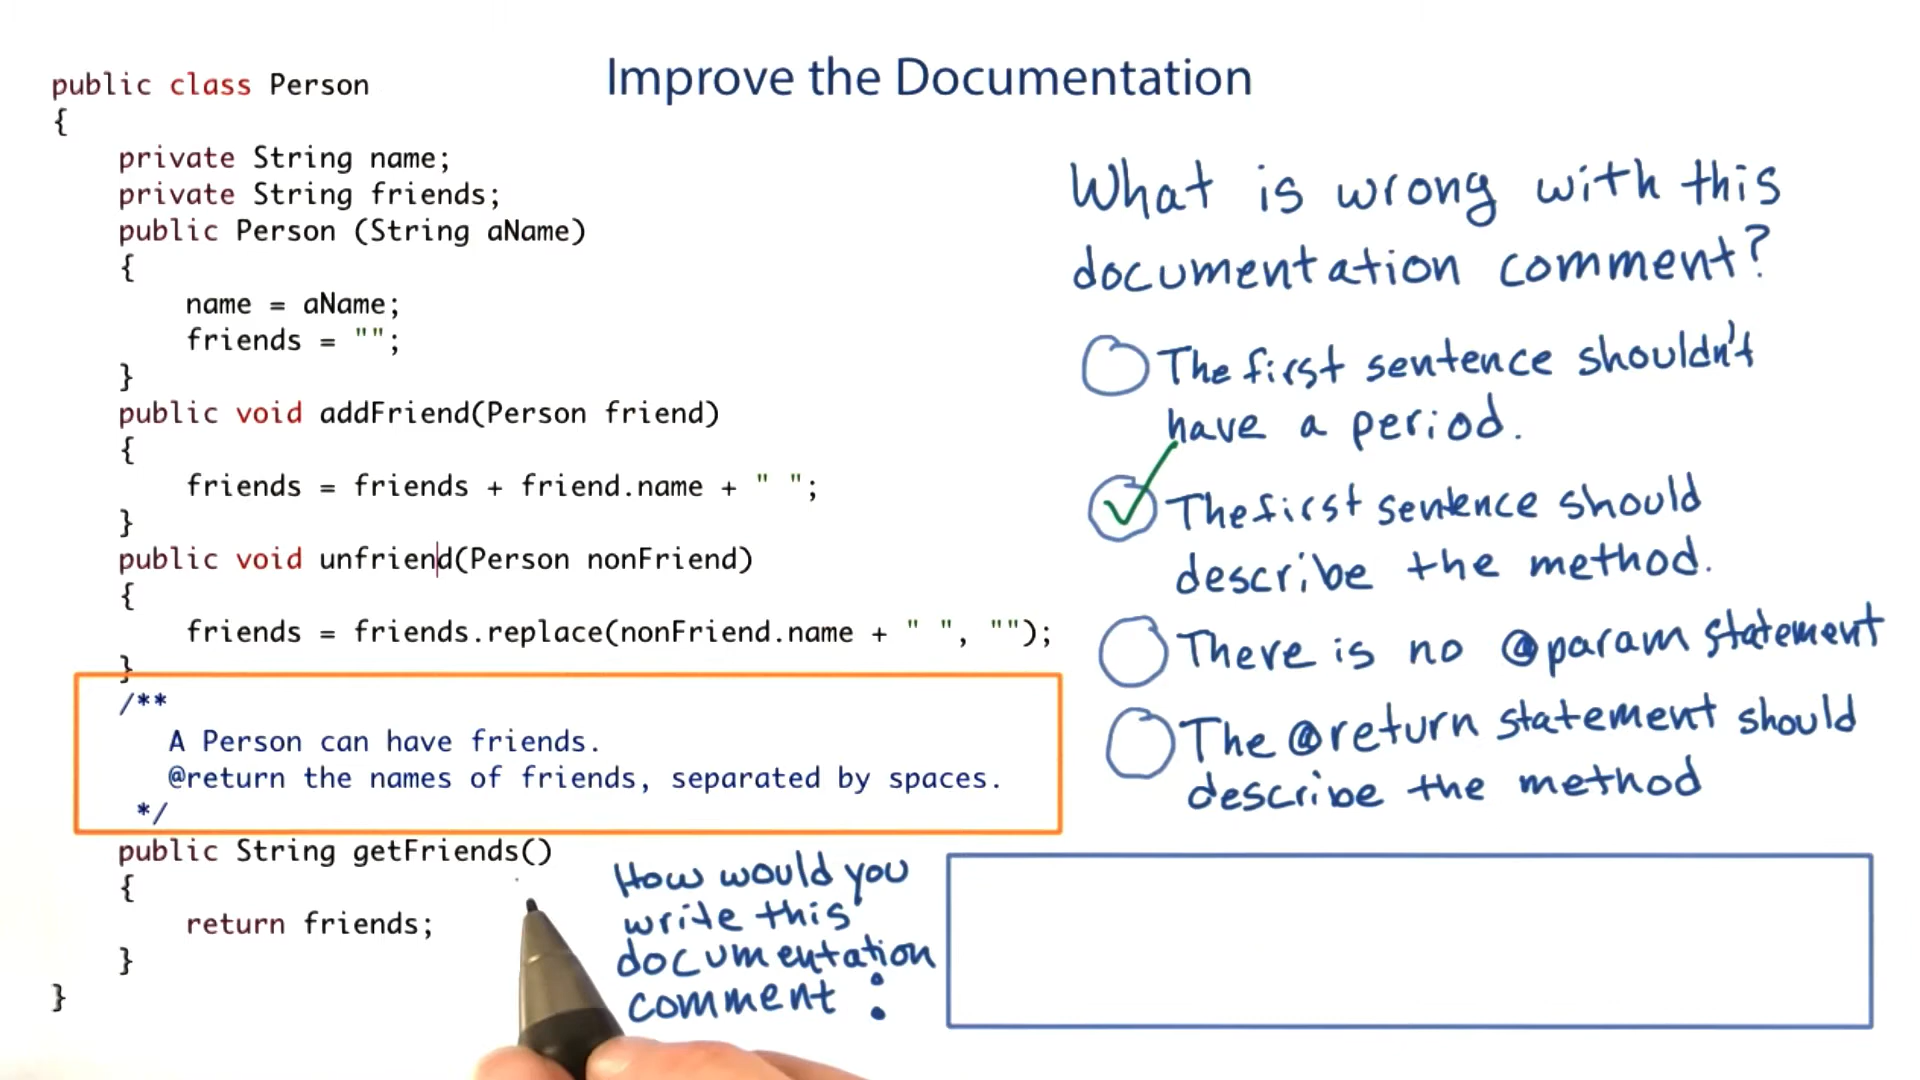 Improve the Documentation
public class Person
{
    private String name;
    private String friends;
    public Person (String aName)
    {
        name = aName;
        friends = "";
    }
    public void addFriend(Person friend)
    {
        friends = friends + friend.name + " ";
    }
    public void unfriend(Person nonFriend)
    {
        friends = friends.replace(nonFriend.name + " ", "");
    }
    /**
       A Person can have friends.
       @return the names of friends, separated by spaces.
     */
    public String getFriends()
    {
        return friends;
    }
}
What is wrong with this
documentation comment?
The first sentence shouldn't
have a period.
The first sentence should
describe the method.
There is no @param statement
The @return statement should
describe the method
How would you
write this
documentation
comment :